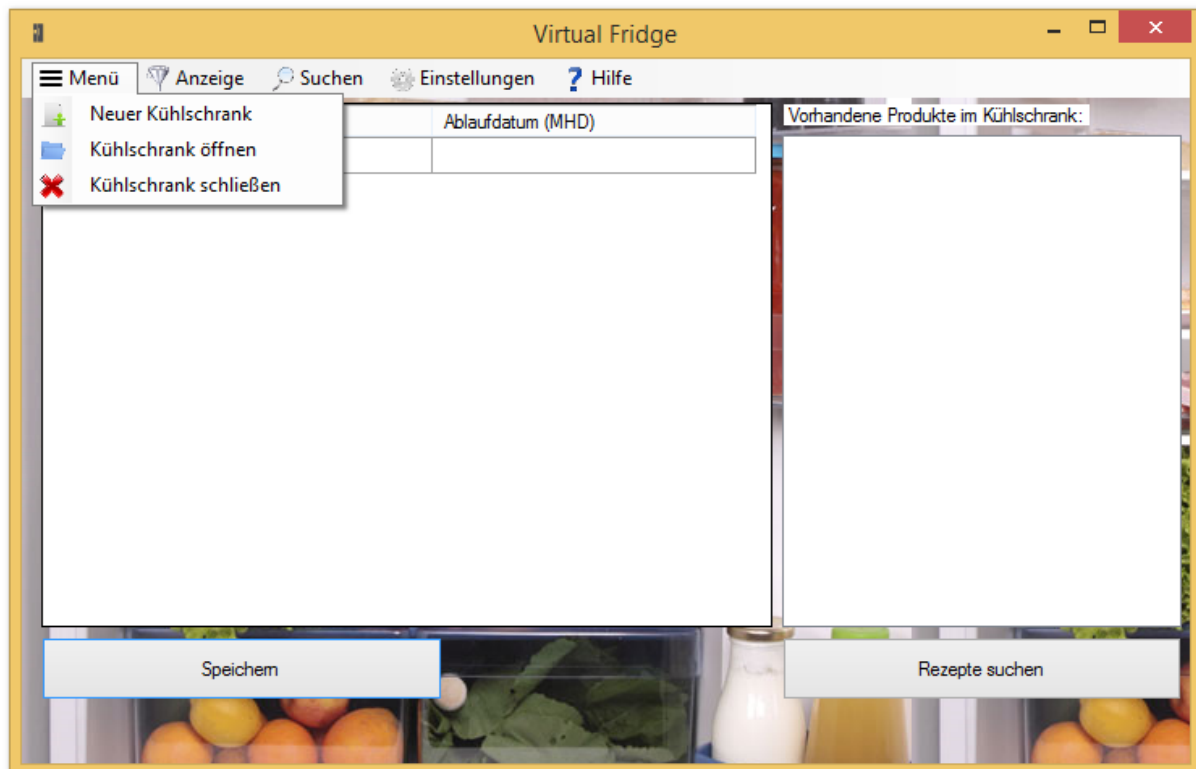 Virtual Fridge
Menü Anzeige Suchen Einstellungen ? Hilfe
Neuer Kühlschrank
Kühlschrank öffnen
Kühlschrank schließen
Ablaufdatum (MHD)
Vorhandene Produkte im Kühlschrank:
Speichern
Rezepte suchen